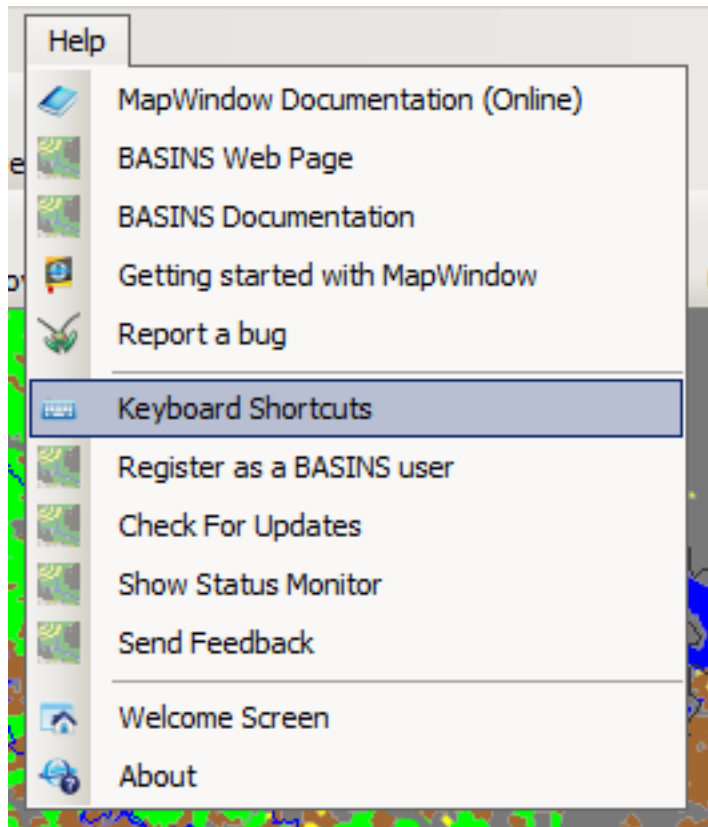 Help
MapWindow Documentation (Online)
BASINS Web Page
BASINS Documentation
Getting started with MapWindow
Report a bug
Keyboard Shortcuts
Register as a BASINS user
Check For Updates
Show Status Monitor
Send Feedback
Welcome Screen
About